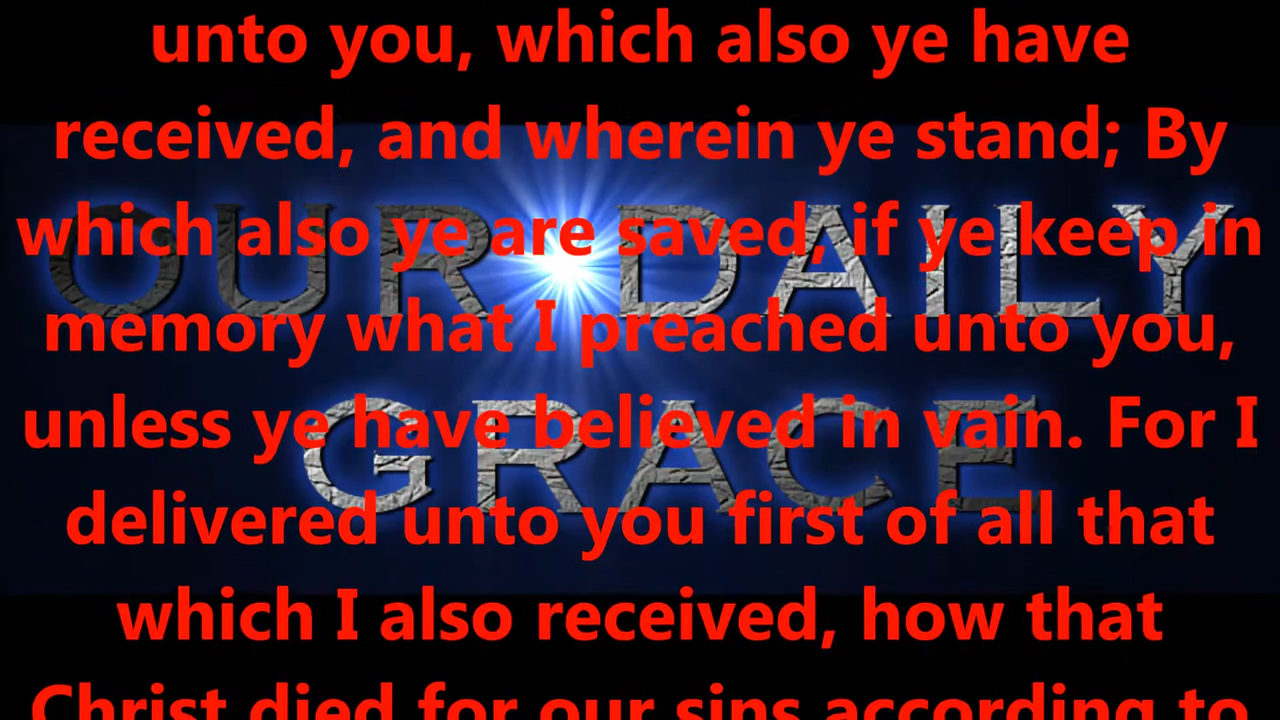 unto you, which also ye have
received, and wherein ye stand; By
which also ye are saved, if ye keep in
memory what I preached unto you,
unless ye have believed in vain. For I
delivered unto you first of all that
which I also received, how that
Christ died for our sins according to
OUR DAILY
GRACE